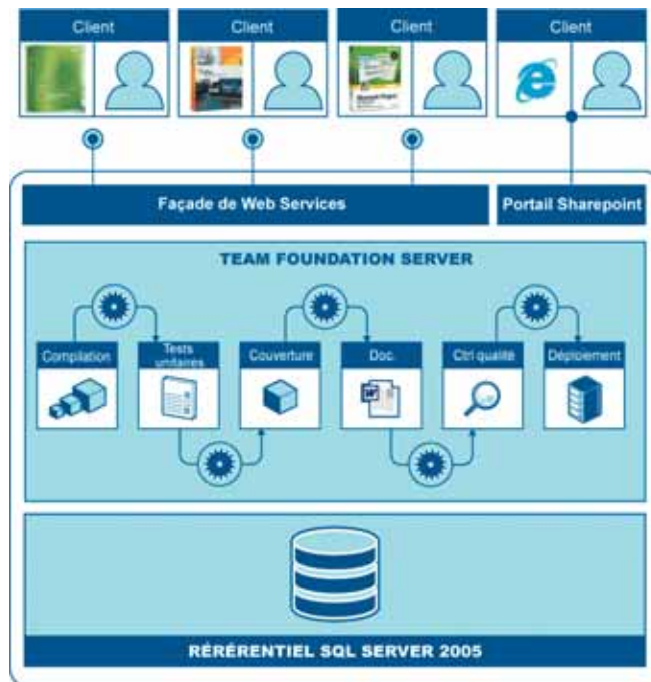 Client
Client
Client
Client
Façade de Web Services
Portail Sharepoint
TEAM FOUNDATION SERVER
Compilation
Tests
unitaires
Couverture
Doc.
Ctrl qualité
Déploiement
RÉRÉRENTIEL SQL SERVER 2005